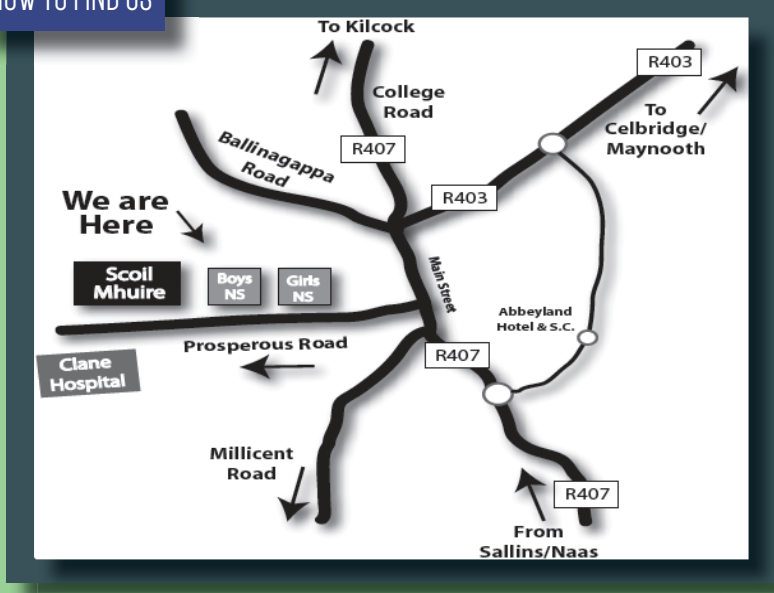 HOW TO FIND US
To Kilcock
R403
College
Road
To
Celbridge/
Maynooth
R407
Ballinagappa
Road
R403
We are
Here
Scoil
Mhuire
Boys
NS
Girls
NS
Main Street
Abbeyland
Hotel & S.C.
Prosperous Road
R407
Clane
Hospital
Millicent
Road
R407
From
Sallins/Naas